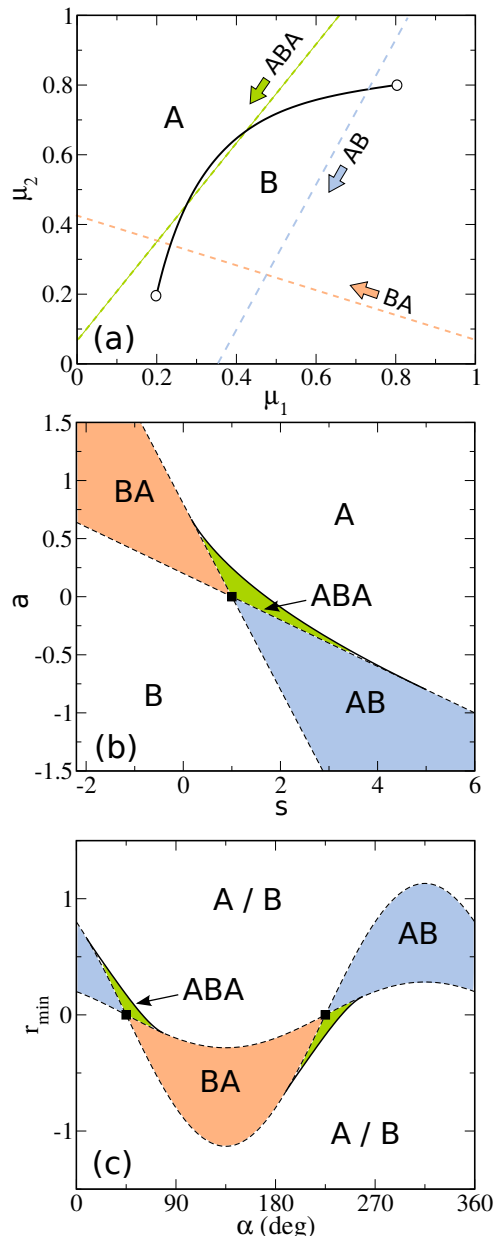 1
ABA
0.8
A
AB
0.6
μ2
B
0.4
BA
0.2
(a)
0
0 0.2 0.4 0.6 0.8 1
μ1
1.5
1
BA
A
0.5
a
0
ABA
-0.5
B
AB
-1
(b)
-1.5
-2 0 2 4 6
s
1
A / B
AB
ABA
r min
0
BA
-1
A / B
(c)
0 90 180 270 360
α (deg)